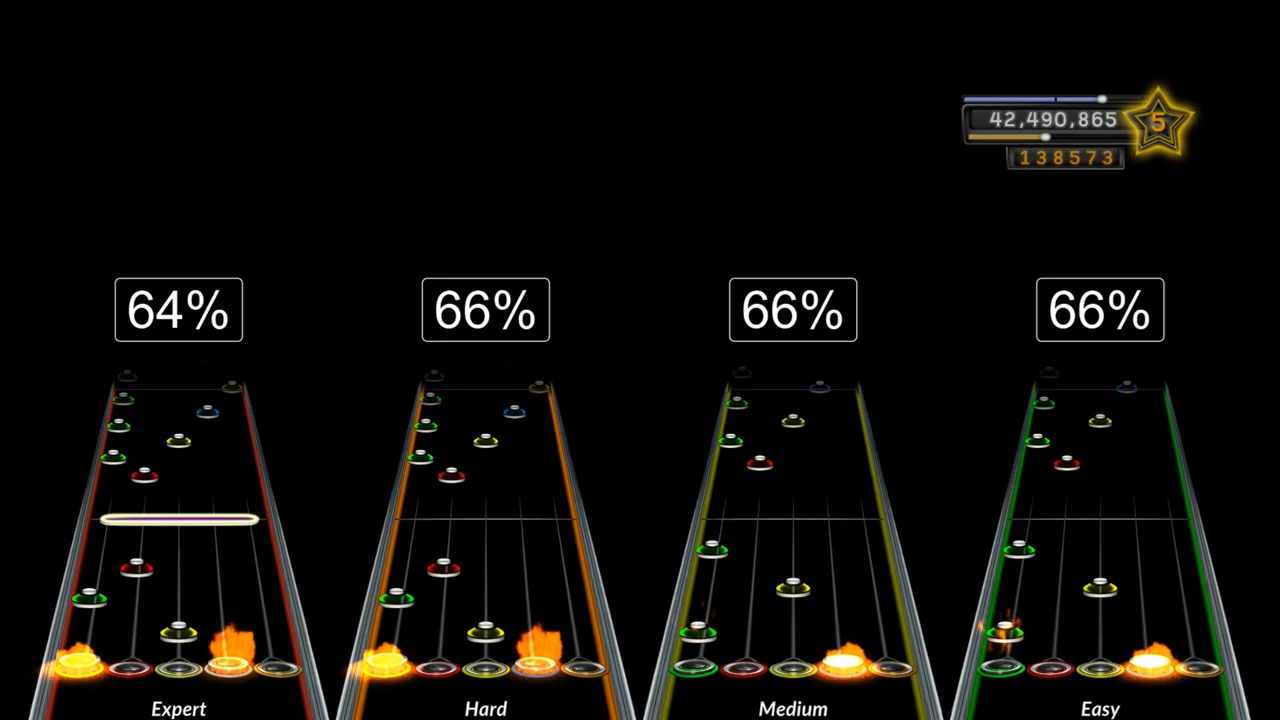 42,490,865
5
138573
64%
66%
66%
66%
Expert
Hard
Medium
Easy